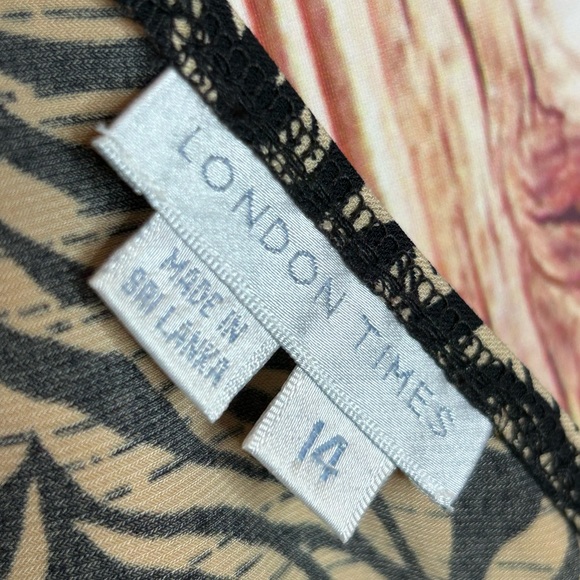 LONDON TIMES
MADE IN
SRI LANKA
14